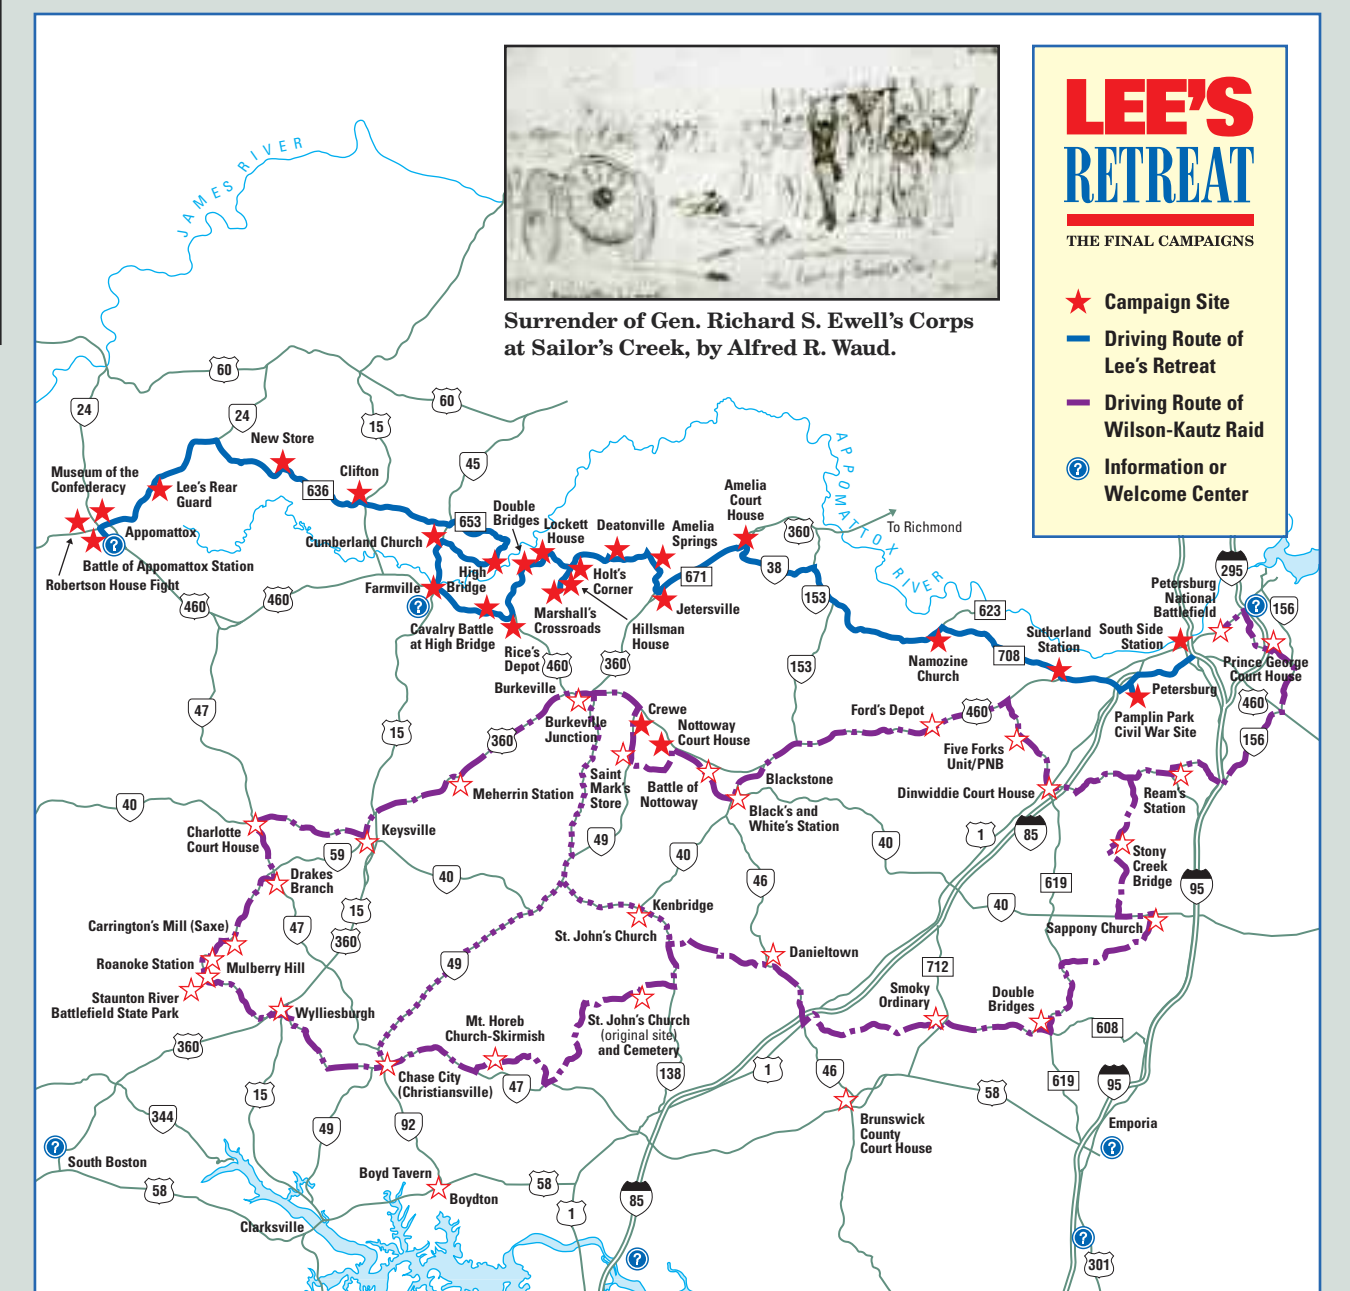 LEE'S
RETREAT
THE FINAL CAMPAIGNS
Campaign Site
Driving Route of
Lee's Retreat
Driving Route of
Wilson-Kautz Raid
?
Information or
Welcome Center
Surrender of Gen. Richard S. Ewell's Corps
at Sailor's Creek, by Alfred R. Waud.
JAMES RIVER
60
24
24
60
15
45
New Store
Clifton
636
Museum of the
Confederacy
Lee's Rear
Guard
Appomattox
?
Battle of Appomattox Station
Robertson House Fight
460
460
Cumberland Church
653
Double
Bridges
Lockett
House
Deatonville
Amelia
Springs
Amelia
Court
House
360
To Richmond
APPOMATTOX RIVER
High
Bridge
Farmville
?
Cavalry Battle
at High Bridge
Rice's
Depot
460
Marshall's
Crossroads
Holt's
Corner
Hillsman
House
671
Jetersville
38
153
153
360
623
Namozine
Church
708
Sutherland
Station
South Side
Station
Petersburg
National
Battlefield
295
?
156
Prince George
Court House
460
156
Petersburg
Pamplin Park
Civil War Site
47
15
Burkeville
Burkeville
Junction
360
Crewe
Nottoway
Court House
Saint
Mark's
Store
Battle of
Nottoway
Meherrin Station
Ford's Depot
460
Five Forks
Unit/PNB
Blackstone
Black's and
White's Station
Dinwiddie Court House
Ream's
Station
40
Charlotte
Court House
Keysville
59
Drakes
Branch
40
49
40
46
40
1
85
619
Stony
Creek
Bridge
95
40
Sappony Church
Carrington's Mill (Saxe)
47
15
360
Roanoke Station
Mulberry Hill
Staunton River
Battlefield State Park
Wylliesburgh
360
49
Kenbridge
St. John's Church
Danieltown
712
Smoky
Ordinary
Double
Bridges
608
Mt. Horeb
Church-Skirmish
St. John's Church
(original site)
and Cemetery
Chase City
(Christiansville)
47
138
1
46
58
619
95
Emporia
?
344
15
49
92
Brunswick
County
Court House
?
South Boston
58
Boyd Tavern
Boydton
58
Clarksville
1
85
?
?
301